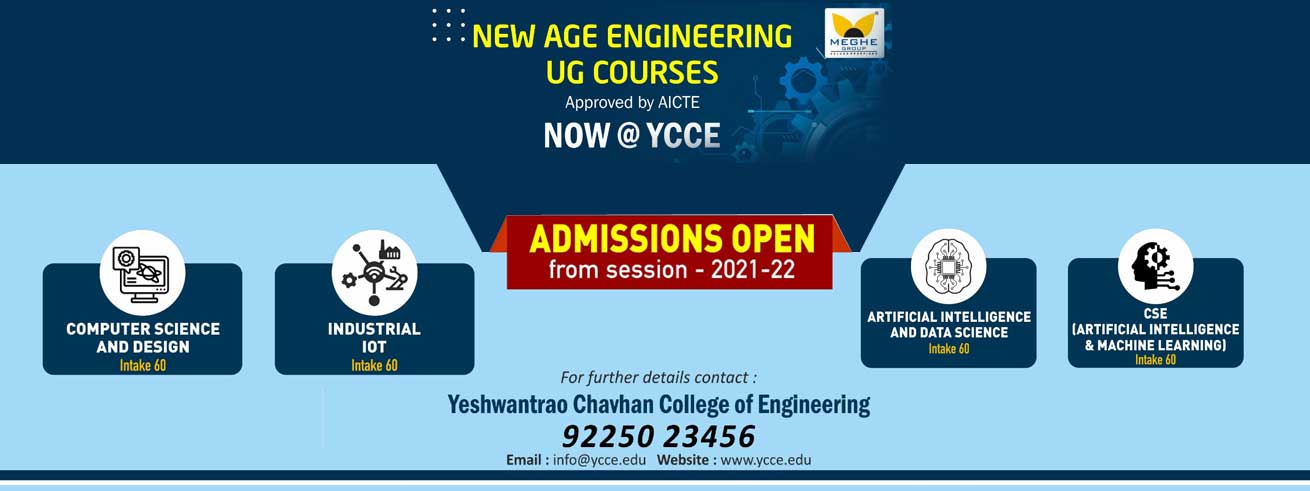 NEW AGE ENGINEERING
UG COURSES
Approved by AICTE
NOW @ YCCE
MEGHE
GROUP
ADMISSIONS OPEN
from session - 2021-22
COMPUTER SCIENCE
AND DESIGN
Intake 60
INDUSTRIAL
IOT
Intake 60
ARTIFICIAL INTELLIGENCE
AND DATA SCIENCE
Intake 60
CSE
(ARTIFICIAL INTELLIGENCE
& MACHINE LEARNING)
Intake 60
For further details contact :
Yeshwantrao Chavhan College of Engineering
92250 23456
Email : info@ycce.edu Website : www.ycce.edu